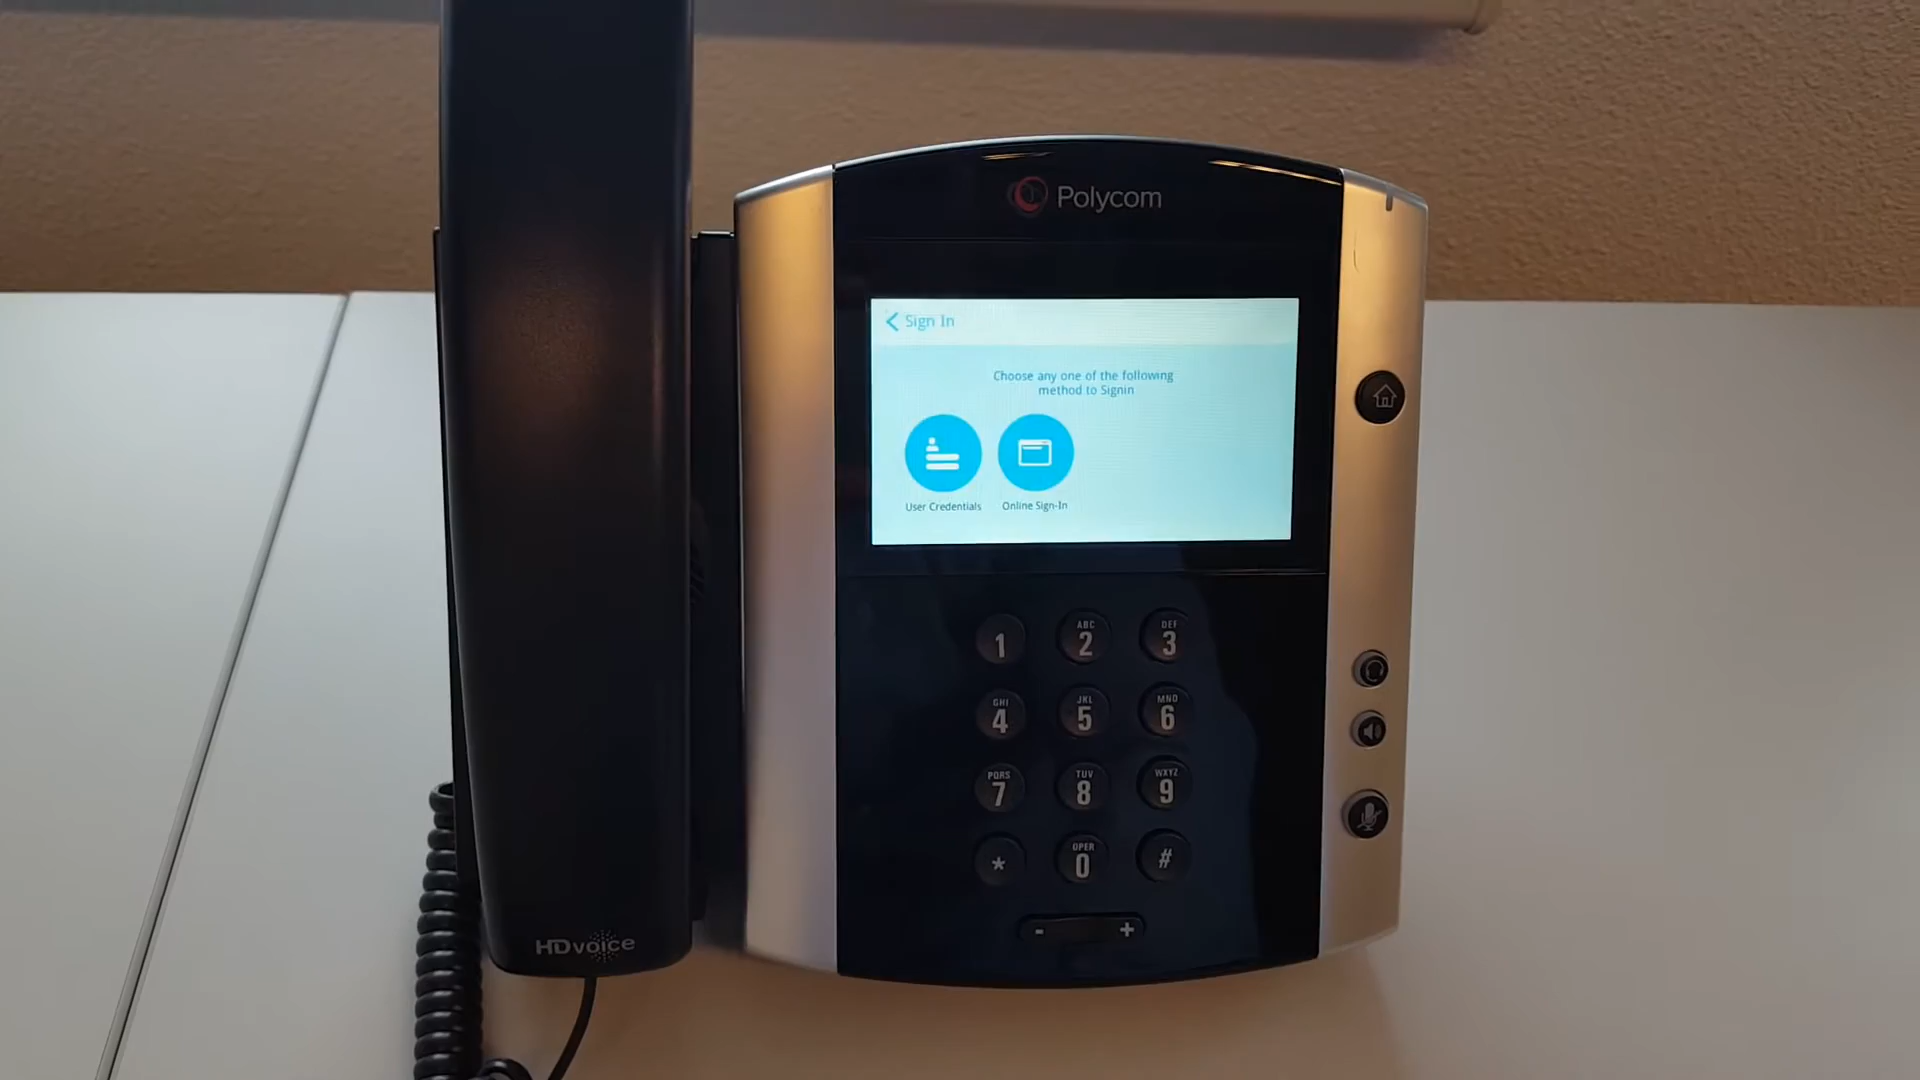 Polycom
Sign In
Choose any one of the following
method to Signin
User Credentials
Online Sign-In
1
ABC
2
DEF
3
GHI
4
JKL
5
MNO
6
PQRS
7
TUV
8
WXYZ
9
*
OPER
0
#
- +
HDvoice